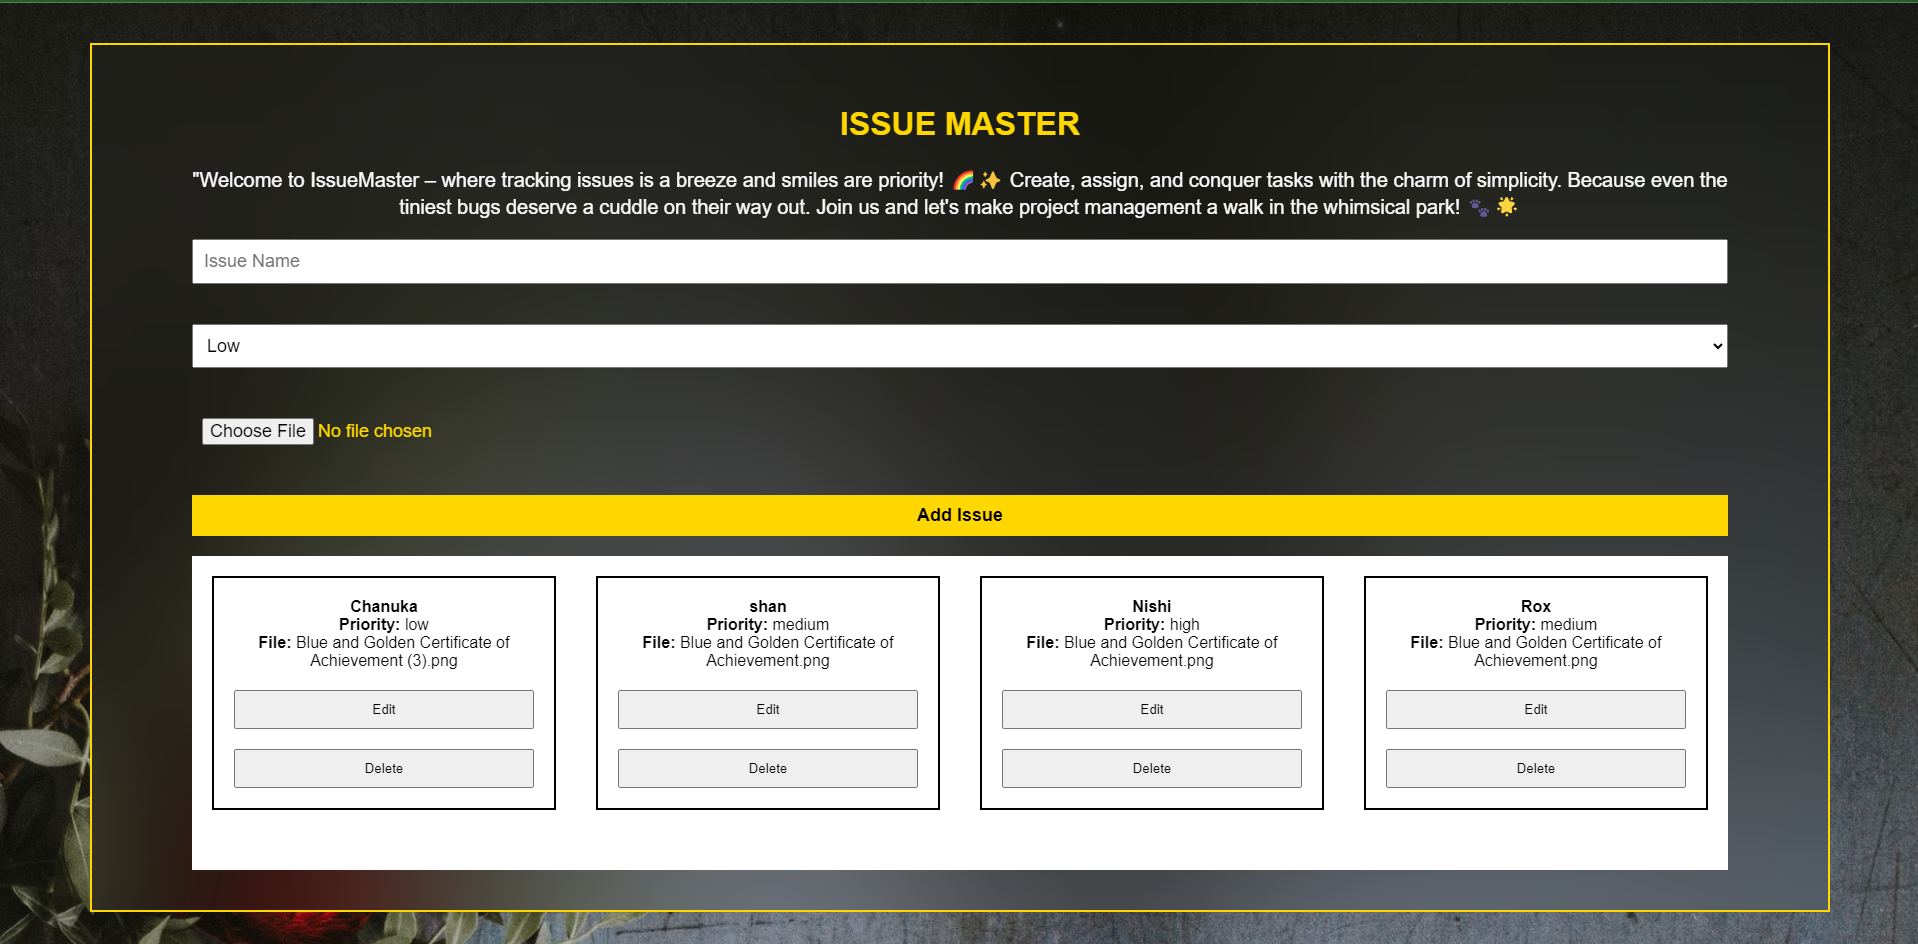 ISSUE MASTER
"Welcome to IssueMaster – where tracking issues is a breeze and smiles are priority! 🌈✨ Create, assign, and conquer tasks with the charm of simplicity. Because even the
tiniest bugs deserve a cuddle on their way out. Join us and let's make project management a walk in the whimsical park! 🐾🌟
Issue Name
Low
Choose File No file chosen
Add Issue
Chanuka
Priority: low
File: Blue and Golden Certificate of
Achievement (3).png
Edit
Delete
shan
Priority: medium
File: Blue and Golden Certificate of
Achievement.png
Edit
Delete
Nishi
Priority: high
File: Blue and Golden Certificate of
Achievement.png
Edit
Delete
Rox
Priority: medium
File: Blue and Golden Certificate of
Achievement.png
Edit
Delete